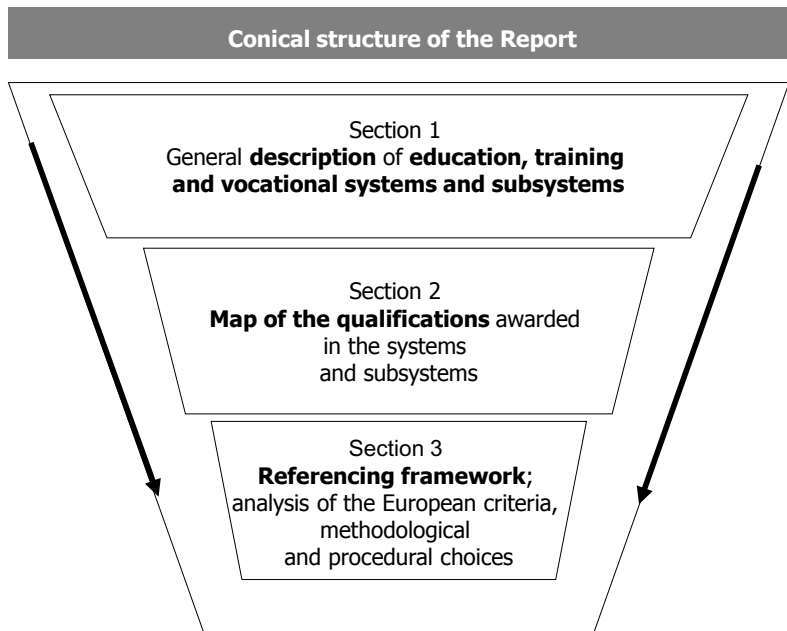 Conical structure of the Report
Section 1
General description of education, training
and vocational systems and subsystems
Section 2
Map of the qualifications awarded
in the systems
and subsystems
Section 3
Referencing framework;
analysis of the European criteria,
methodological
and procedural choices